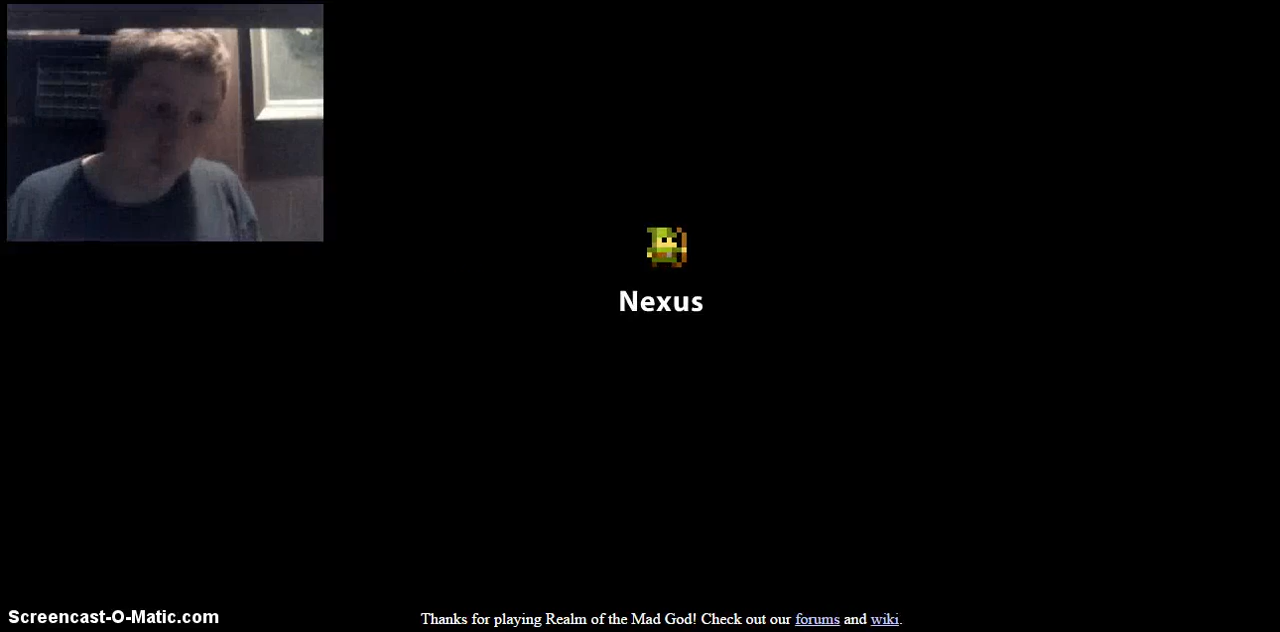 Nexus
Screencast-O-Matic.com
Thanks for playing Realm of the Mad God! Check out our forums and wiki.